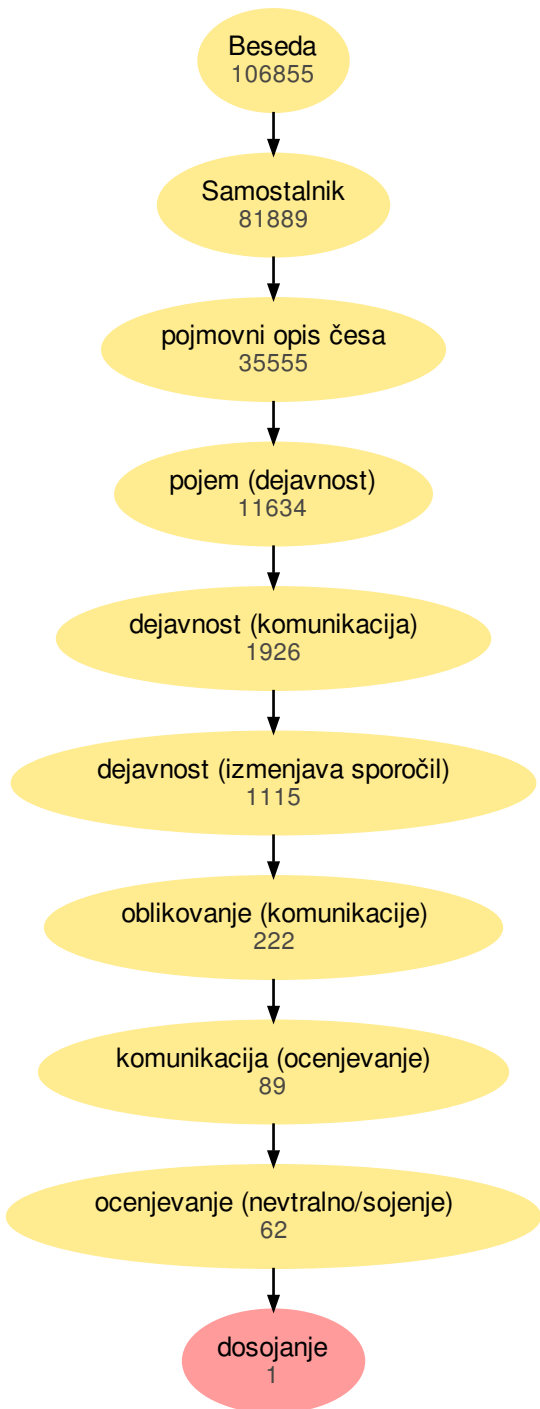 Beseda
106855
Samostalnik
81889
pojmovni opis česa
35555
pojem (dejavnost)
11634
dejavnost (komunikacija)
1926
dejavnost (izmenjava sporočil)
1115
oblikovanje (komunikacije)
222
komunikacija (ocenjevanje)
89
ocenjevanje (nevtralno/sojenje)
62
dosojanje
1